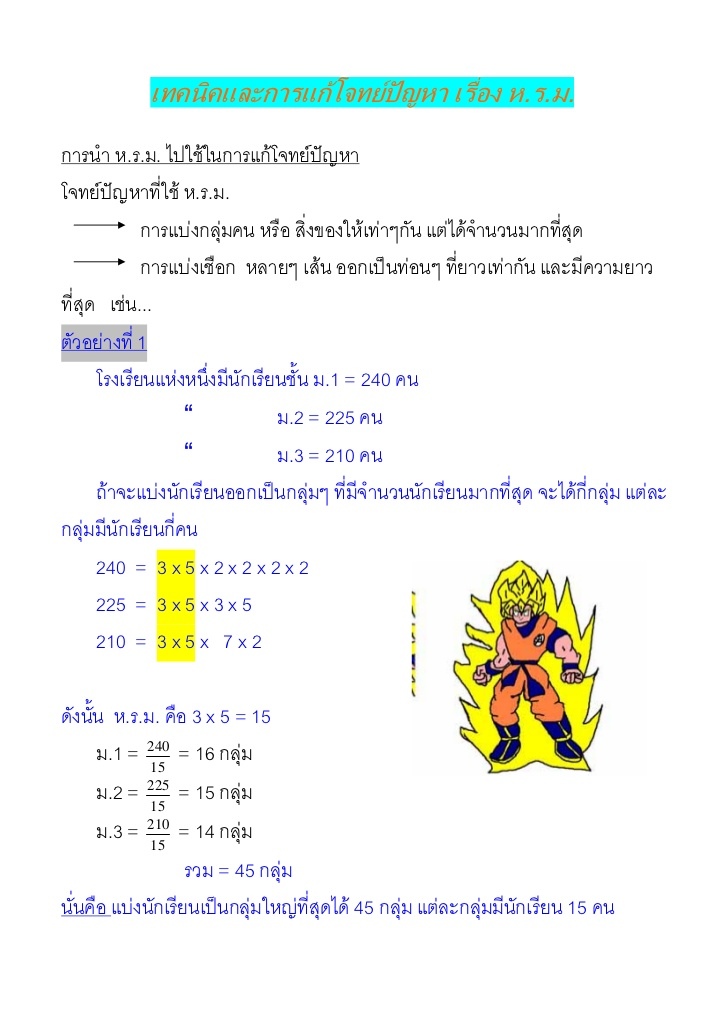 เทคนิคและการแก้โจทย์ปัญหา เรื่อง ห.ร.ม.
การนำ ห.ร.ม. ไปใช้ในการแก้โจทย์ปัญหา
โจทย์ปัญหาที่ใช้ ห.ร.ม.
การแบ่งกลุ่มคน หรือ สิ่งของให้เท่าๆกัน แต่ได้จำนวนมากที่สุด
การแบ่งเชือก หลายๆ เส้น ออกเป็นท่อนๆ ที่ยาวเท่ากัน และมีความยาว
ที่สุด เช่น...
ตัวอย่างที่ 1
โรงเรียนแห่งหนึ่งมีนักเรียนชั้น ม.1 = 240 คน
“ ม.2 = 225 คน
“ ม.3 = 210 คน
ถ้าจะแบ่งนักเรียนออกเป็นกลุ่มๆ ที่มีจำนวนนักเรียนมากที่สุด จะได้กี่กลุ่ม แต่ละ
กลุ่มมีนักเรียนกี่คน
240 = 3 x 5 x 2 x 2 x 2 x 2
225 = 3 x 5 x 3 x 5
210 = 3 x 5 x 7 x 2
ดังนั้น ห.ร.ม. คือ 3 x 5 = 15
ม.1 = 240/15 = 16 กลุ่ม
ม.2 = 225/15 = 15 กลุ่ม
ม.3 = 210/15 = 14 กลุ่ม
รวม = 45 กลุ่ม
นั่นคือ แบ่งนักเรียนเป็นกลุ่มใหญ่ที่สุดได้ 45 กลุ่ม แต่ละกลุ่มมีนักเรียน 15 คน